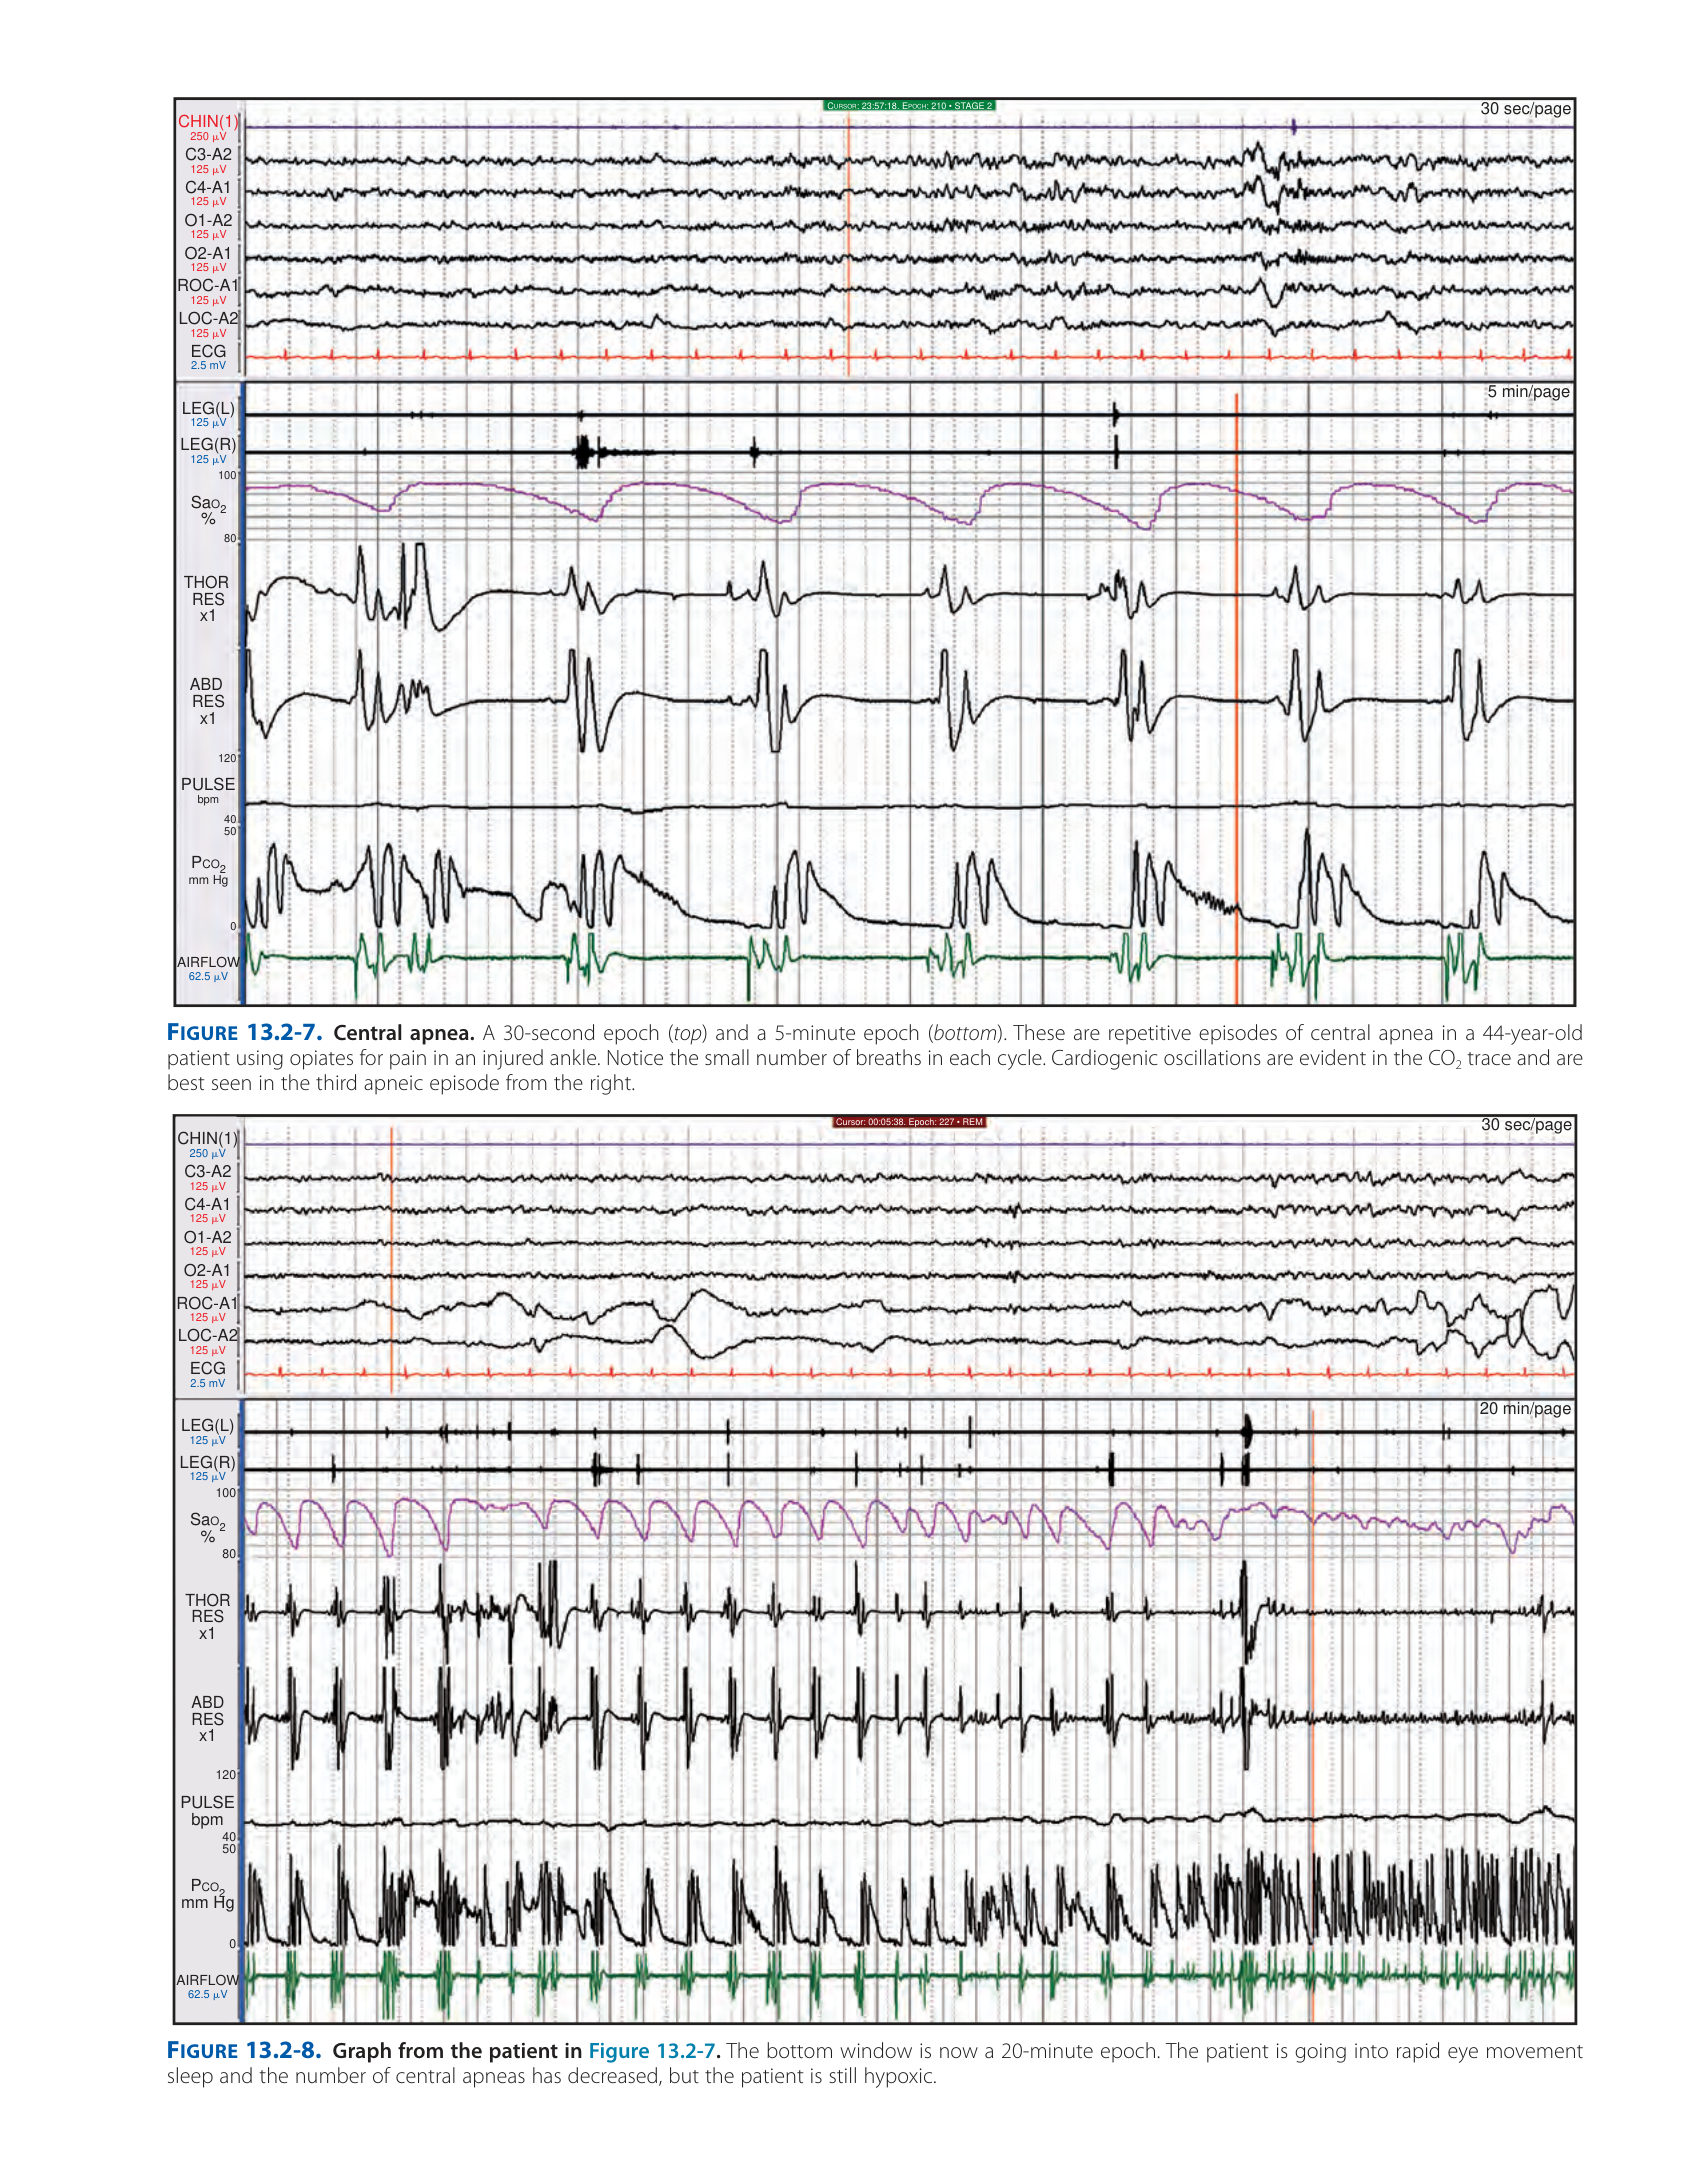 CURSOR: 23:57:18. EPOCH: 210 • STAGE 2
30 sec/page
CHIN(1)
250 µV
C3-A2
125 µV
C4-A1
125 µV
O1-A2
125 µV
O2-A1
125 µV
ROC-A1
125 µV
LOC-A2
125 µV
ECG
2.5 mV
5 min/page
LEG(L)
125 µV
LEG(R)
125 µV
100
SaO2
%
80
THOR
RES
x1
ABD
RES
x1
120
PULSE
bpm
40
50
PCO2
mm Hg
0
AIRFLOW
62.5 µV
FIGURE 13.2-7. Central apnea. A 30-second epoch (top) and a 5-minute epoch (bottom). These are repetitive episodes of central apnea in a 44-year-old
patient using opiates for pain in an injured ankle. Notice the small number of breaths in each cycle. Cardiogenic oscillations are evident in the CO2 trace and are
best seen in the third apneic episode from the right.
Cursor: 00:05:38. Epoch: 227 • REM
30 sec/page
CHIN(1)
250 µV
C3-A2
125 µV
C4-A1
125 µV
O1-A2
125 µV
O2-A1
125 µV
ROC-A1
125 µV
LOC-A2
125 µV
ECG
2.5 mV
20 min/page
LEG(L)
125 µV
LEG(R)
125 µV
100
SaO2
%
80
THOR
RES
x1
ABD
RES
x1
120
PULSE
bpm
40
50
PCO2
mm Hg
0
AIRFLOW
62.5 µV
FIGURE 13.2-8. Graph from the patient in Figure 13.2-7. The bottom window is now a 20-minute epoch. The patient is going into rapid eye movement
sleep and the number of central apneas has decreased, but the patient is still hypoxic.